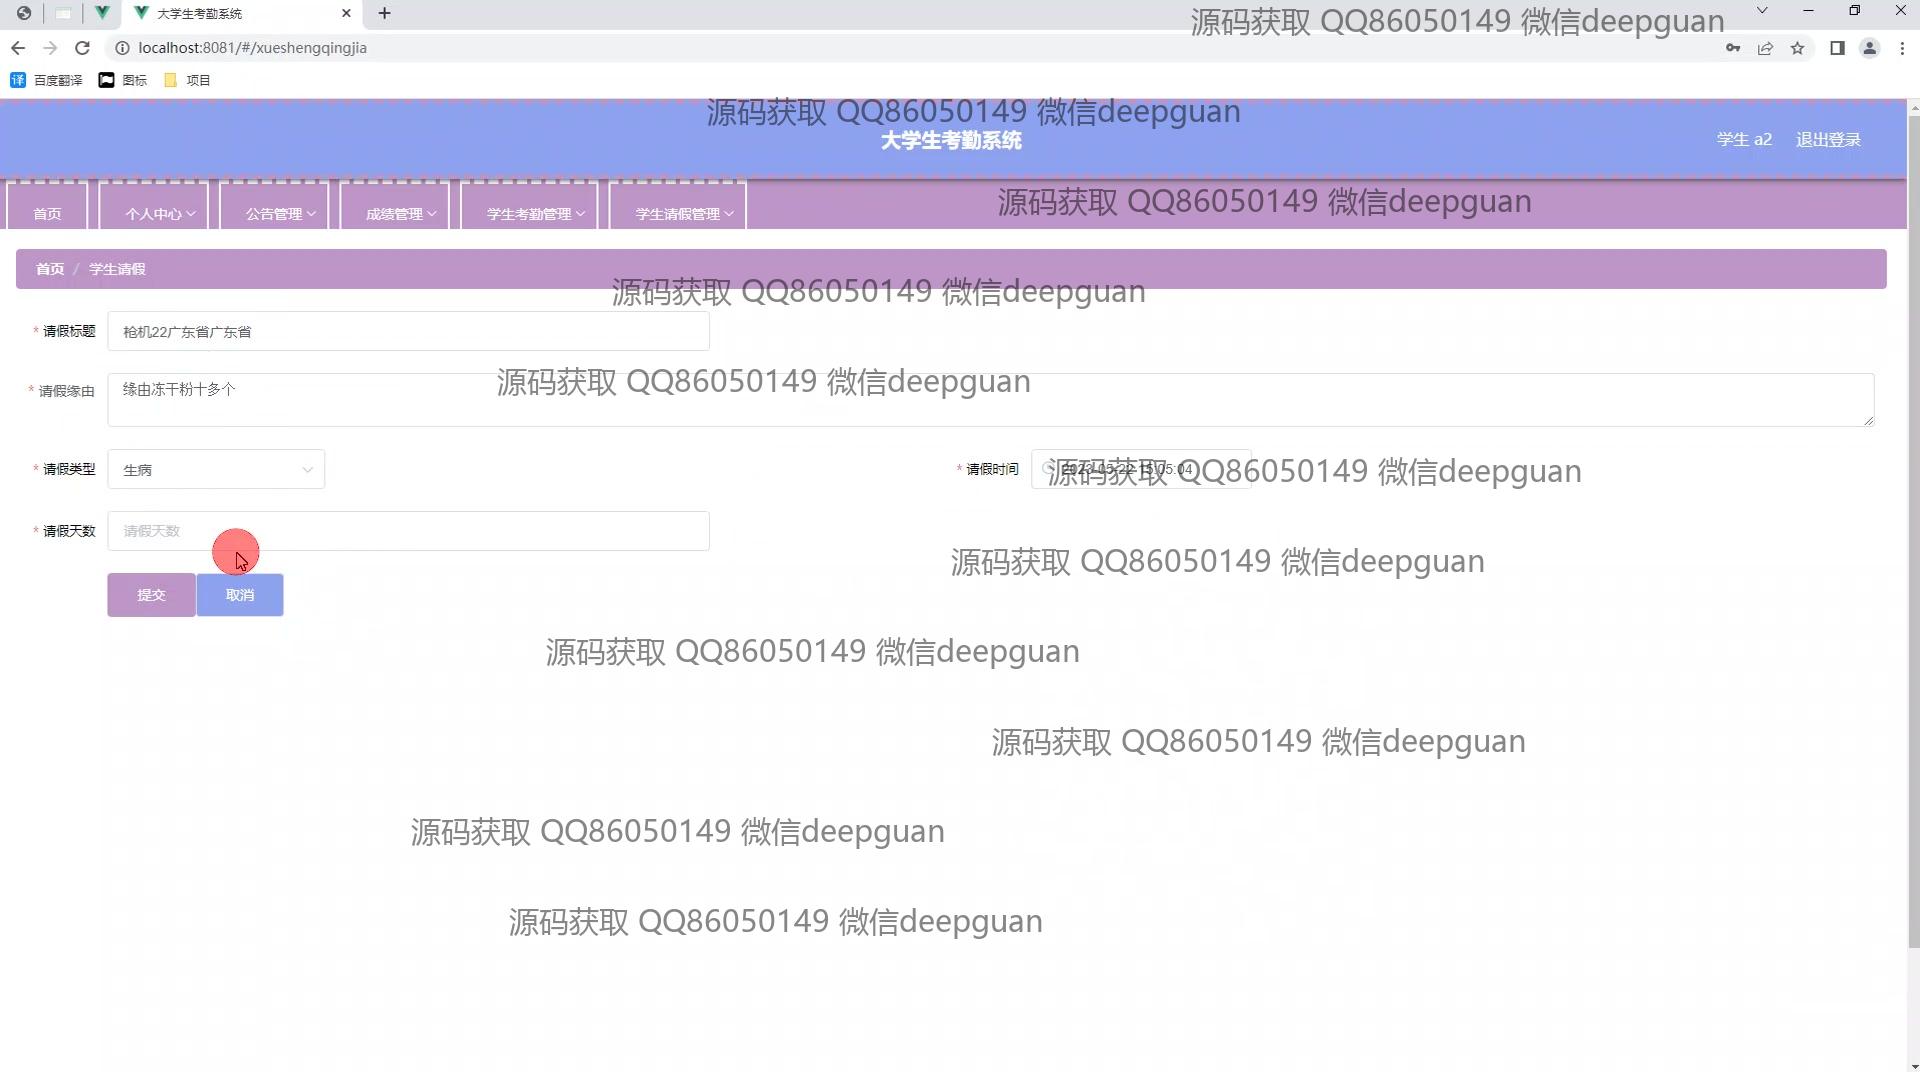 大学生考勤系统
源码获取 QQ86050149 微信deepguan
localhost:8081/#/xueshengqingjia
百度翻译 图标 项目
源码获取 QQ86050149 微信deepguan
大学生考勤系统
学生 a2 退出登录
首页 个人中心 公告管理 成绩管理 学生考勤管理 学生请假管理
源码获取 QQ86050149 微信deepguan
首页 / 学生请假
源码获取 QQ86050149 微信deepguan
* 请假标题 枪机22广东省广东省
* 请假缘由 缘由冻干粉十多个
源码获取 QQ86050149 微信deepguan
* 请假类型 生病
* 请假时间 2023-05-22 15:05:04
源码获取 QQ86050149 微信deepguan
* 请假天数 请假天数
源码获取 QQ86050149 微信deepguan
提交 取消
源码获取 QQ86050149 微信deepguan
源码获取 QQ86050149 微信deepguan
源码获取 QQ86050149 微信deepguan
源码获取 QQ86050149 微信deepguan